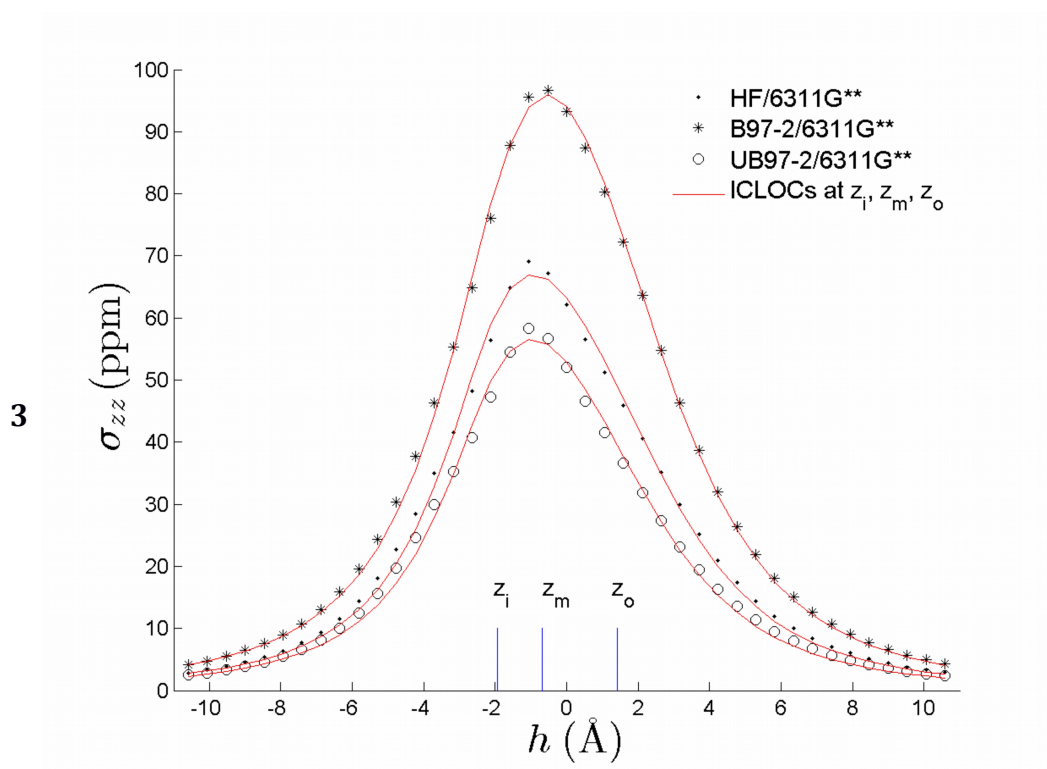 100
90
80
70
60
50
40
30
20
10
0
σzz (ppm)
3
HF/6311G**
B97-2/6311G**
UB97-2/6311G**
ICLOCs at zi, zm, zo
zi zm zo
-10 -8 -6 -4 -2 0 2 4 6 8 10
h (Å)